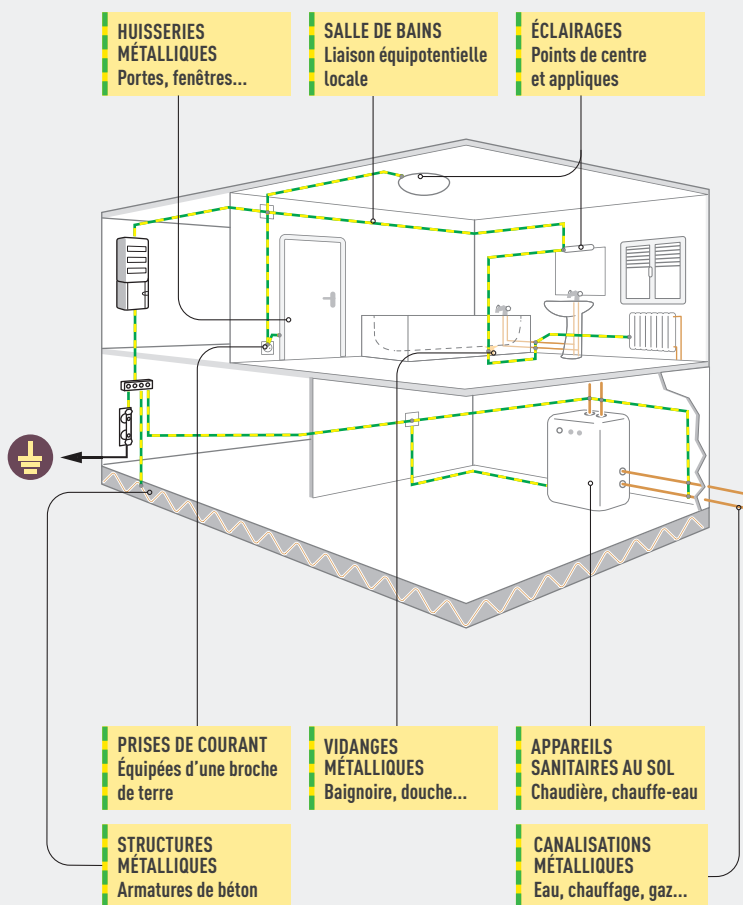 HUISSERIES
MÉTALLIQUES
Portes, fenêtres...
SALLE DE BAINS
Liaison équipotentielle
locale
ÉCLAIRAGES
Points de centre
et appliques
PRISES DE COURANT
Équipées d'une broche
de terre
VIDANGES
MÉTALLIQUES
Baignoire, douche...
APPAREILS
SANITAIRES AU SOL
Chaudière, chauffe-eau
STRUCTURES
MÉTALLIQUES
Armatures de béton
CANALISATIONS
MÉTALLIQUES
Eau, chauffage, gaz...